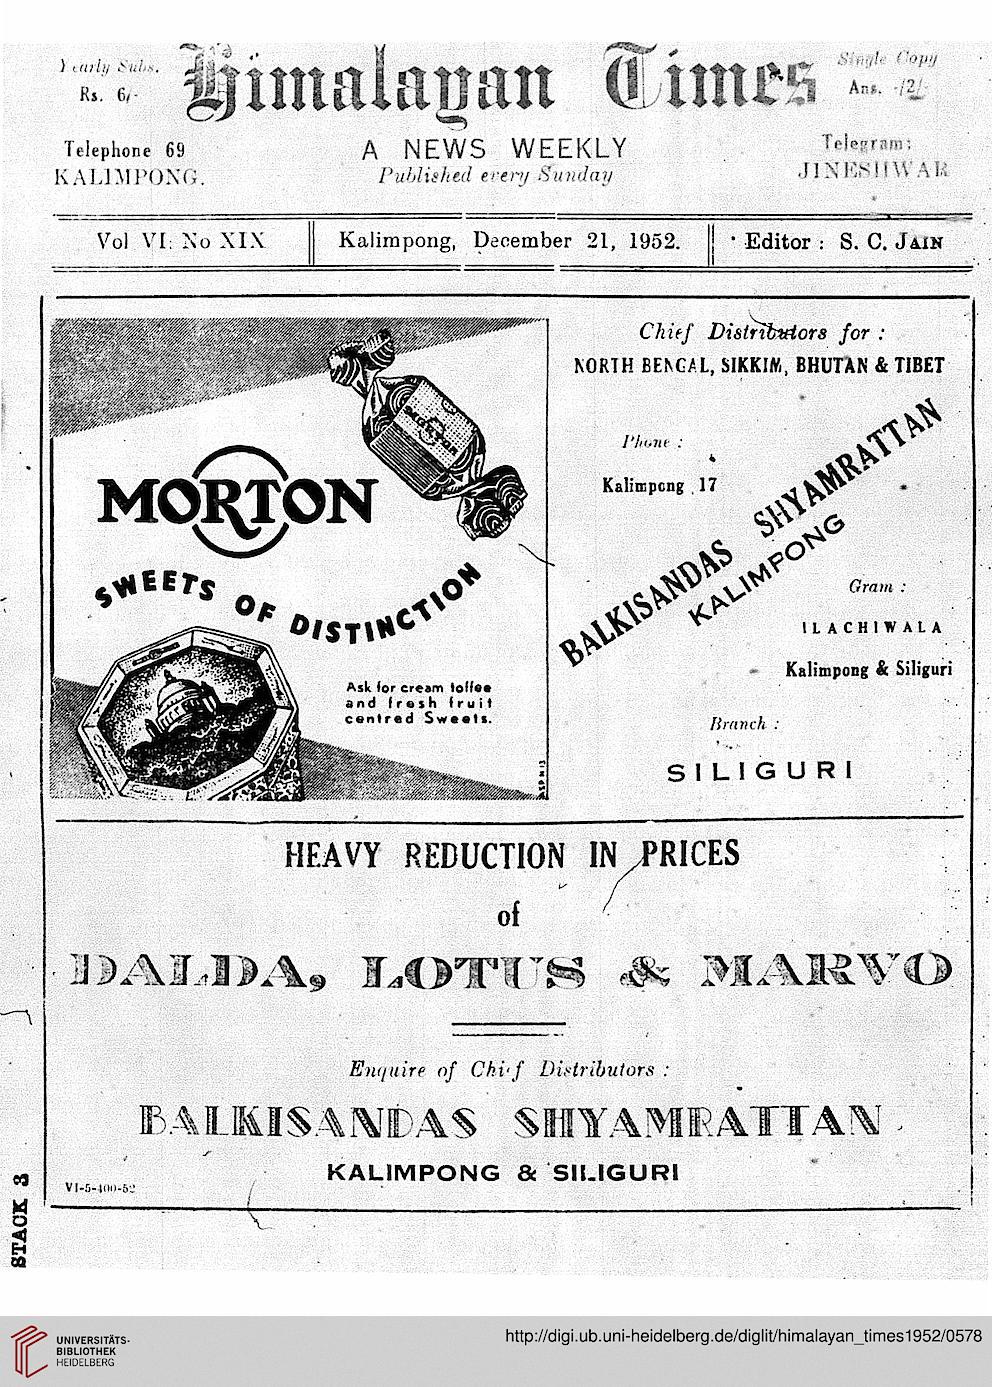 Yearly Subs.
Rs. 6/-
Himalayan Times
Single Copy
Ans. -/2/-
Telephone 69
KALIMPONG.
A NEWS WEEKLY
Published every Sunday
Telegram:
JINESHWAR
Vol VI: No XIX
Kalimpong, December 21, 1952.
Editor : S. C. JAIN
MORTON
SWEETS OF DISTINCTION
MORTON
Ask for cream toffee
and fresh fruit
centred Sweets.
ASP M 13
Chief Distributors for :
NORTH BENGAL, SIKKIM, BHUTAN & TIBET
Phone :
Kalimpong 17
BALKISANDAS SHYAMRATTAN
KALIMPONG
Gram :
ILACHIWALA
Kalimpong & Siliguri
Branch :
SILIGURI
HEAVY REDUCTION IN PRICES
of
DALDA, LOTUS & MARVO
Enquire of Chief Distributors :
BALKISANDAS SHYAMRATTAN
KALIMPONG & SILIGURI
VI-5-400-52
STACK 3
UNIVERSITÄTS-
BIBLIOTHEK
HEIDELBERG
http://digi.ub.uni-heidelberg.de/diglit/himalayan_times1952/0578